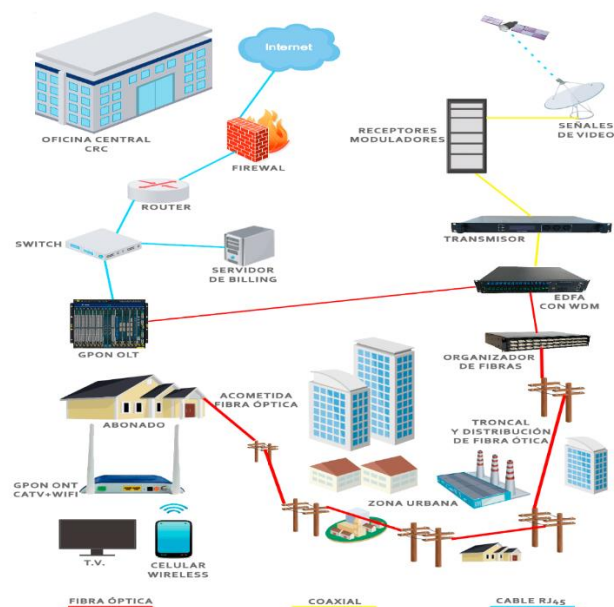 Internet
OFICINA CENTRAL
CRC
FIREWAL
RECEPTORES
MODULADORES
SEÑALES
DE VIDEO
ROUTER
SWITCH
SERVIDOR
DE BILLING
TRANSMISOR
EDFA
CON WDM
GPON OLT
ORGANIZADOR
DE FIBRAS
ACOMETIDA
FIBRA ÓPTICA
ABONADO
TRONCAL
Y DISTRIBUCIÓN
DE FIBRA ÓTICA
GPON ONT
CATV+WIFI
ZONA URBANA
T.V.
CELULAR
WIRELESS
FIBRA ÓPTICA
COAXIAL
CABLE RJ45